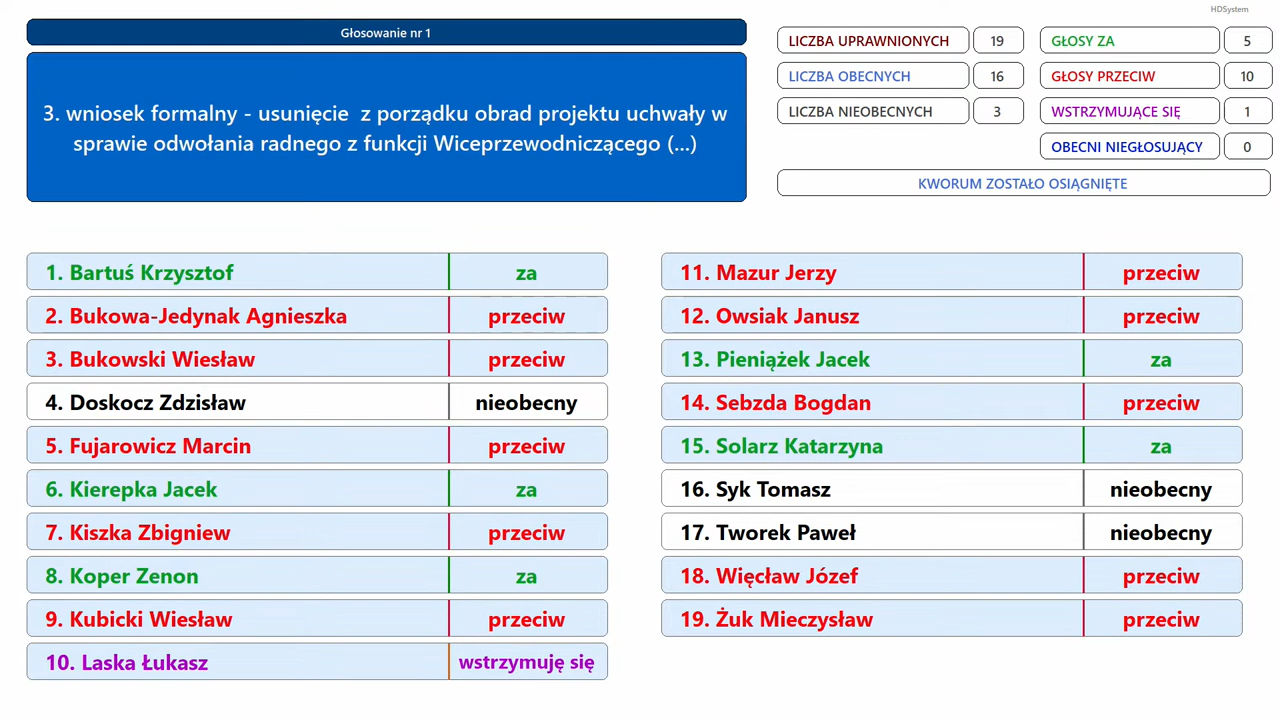 HDSystem
Głosowanie nr 1
3. wniosek formalny - usunięcie z porządku obrad projektu uchwały w
sprawie odwołania radnego z funkcji Wiceprzewodniczącego (...)
LICZBA UPRAWNIONYCH 19
LICZBA OBECNYCH 16
LICZBA NIEOBECNYCH 3
GŁOSY ZA 5
GŁOSY PRZECIW 10
WSTRZYMUJĄCE SIĘ 1
OBECNI NIEGŁOSUJĄCY 0
KWORUM ZOSTAŁO OSIĄGNIĘTE
1. Bartuś Krzysztof za
2. Bukowa-Jedynak Agnieszka przeciw
3. Bukowski Wiesław przeciw
4. Doskocz Zdzisław nieobecny
5. Fujarowicz Marcin przeciw
6. Kierepka Jacek za
7. Kiszka Zbigniew przeciw
8. Koper Zenon za
9. Kubicki Wiesław przeciw
10. Laska Łukasz wstrzymuję się
11. Mazur Jerzy przeciw
12. Owsiak Janusz przeciw
13. Pieniążek Jacek za
14. Sebzda Bogdan przeciw
15. Solarz Katarzyna za
16. Syk Tomasz nieobecny
17. Tworek Paweł nieobecny
18. Więcław Józef przeciw
19. Żuk Mieczysław przeciw